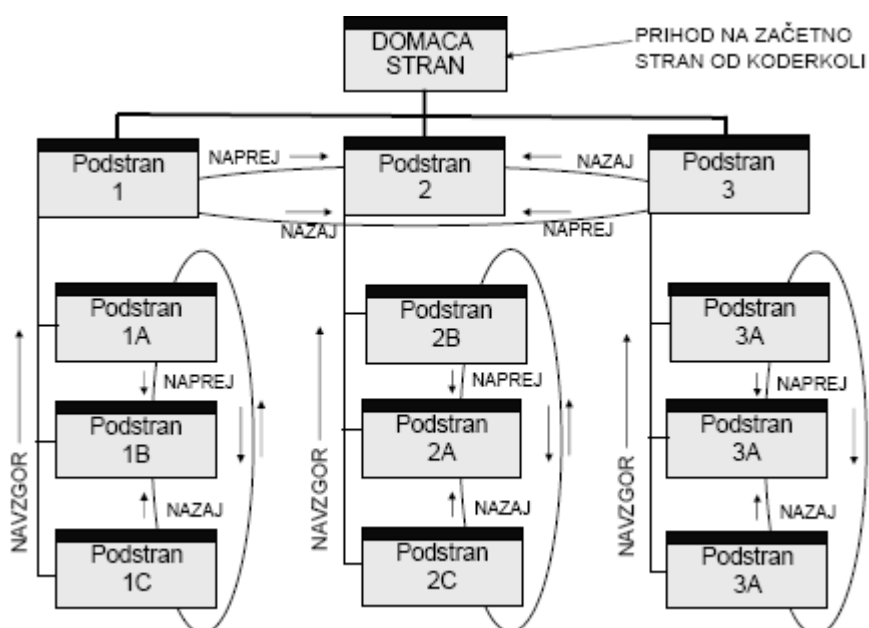 DOMACA
STRAN
PRIHOD NA ZAČETNO
STRAN OD KODERKOLI
Podstran
1
NAPREJ
Podstran
2
NAZAJ
Podstran
3
NAZAJ
NAPREJ
NAVZGOR
Podstran
1A
NAPREJ
Podstran
1B
NAZAJ
Podstran
1C
NAVZGOR
Podstran
2B
NAPREJ
Podstran
2A
NAZAJ
Podstran
2C
NAVZGOR
Podstran
3A
NAPREJ
Podstran
3A
NAZAJ
Podstran
3A